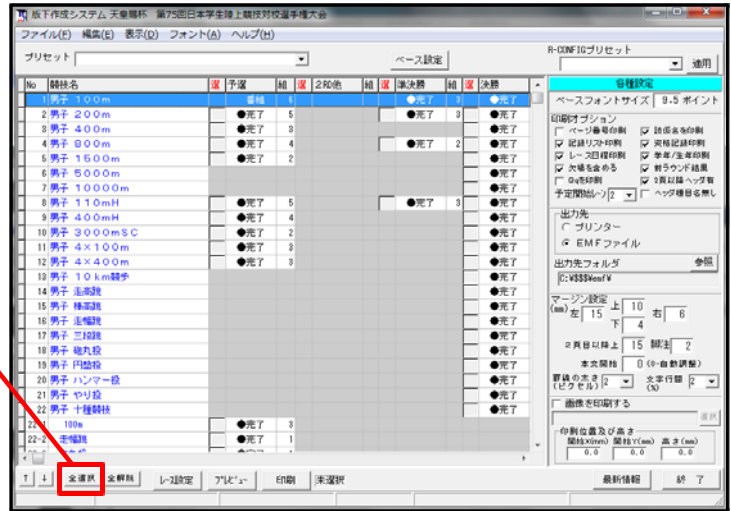 版下作成システム 天皇賜杯 第75回日本学生陸上競技対校選手権大会
ファイル(F) 編集(E) 表示(D) フォント(A) ヘルプ(H)
プリセット ベース設定 R-CONFIGプリセット 適用
No 競技名 選 予選 組 選 2RD他 組 選 準決勝 組 選 決勝
1 男子 100m 番組 6 ●完了 3 ●完了
2 男子 200m ●完了 5 ●完了 3 ●完了
3 男子 400m ●完了 3 ●完了
4 男子 800m ●完了 4 ●完了 2 ●完了
5 男子 1500m ●完了 2 ●完了
6 男子 5000m ●完了
7 男子 10000m ●完了
8 男子 110mH ●完了 5 ●完了 3 ●完了
9 男子 400mH ●完了 4 ●完了
10 男子 3000mSC ●完了 2 ●完了
11 男子 4×100m ●完了 3 ●完了
12 男子 4×400m ●完了 3 ●完了
13 男子 10km競歩 ●完了
14 男子 走高跳 ●完了
15 男子 棒高跳 ●完了
16 男子 走幅跳 ●完了
17 男子 三段跳 ●完了
18 男子 砲丸投 ●完了
19 男子 円盤投 ●完了
20 男子 ハンマー投 ●完了
21 男子 やり投 ●完了
22 男子 十種競技 ●完了
22-1 100m ●完了 3
22-2 走幅跳 ●完了 1
各種設定
ベースフォントサイズ 9.5 ポイント
印刷オプション
ページ番号印刷 読係名を印刷
記録リスト印刷 資格記録印刷
レース日程印刷 学年/生年印刷
欠場を含める 前ラウンド結果
Qqを印刷 2頁以降ヘッダ有
予定開始(レーン) 2 ヘッダ種目名無し
出力先
プリンター
EMFファイル
出力先フォルダ 参照
C:¥$$$¥emf¥
マージン設定
(mm) 左 15 上 10 右 6
下 4
2頁目以降上 15 脚注 2
本文開始 0 (0-自動調整)
罫線の太さ(ピクセル) 2 文字行間(%) 2
画像を印刷する
選択
印刷位置及び高さ
開始X(mm) 開始Y(mm) 高さ(mm)
0.0 0.0 0.0
↑ ↓ 全選択 全解除 レース設定 プレビュー 印刷 未選択 最新情報 終 了